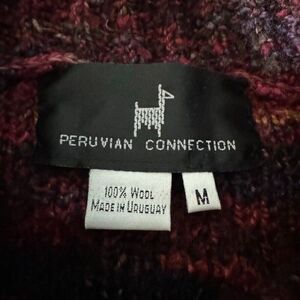 PERUVIAN CONNECTION
100% WOOL
MADE IN URUGUAY
M